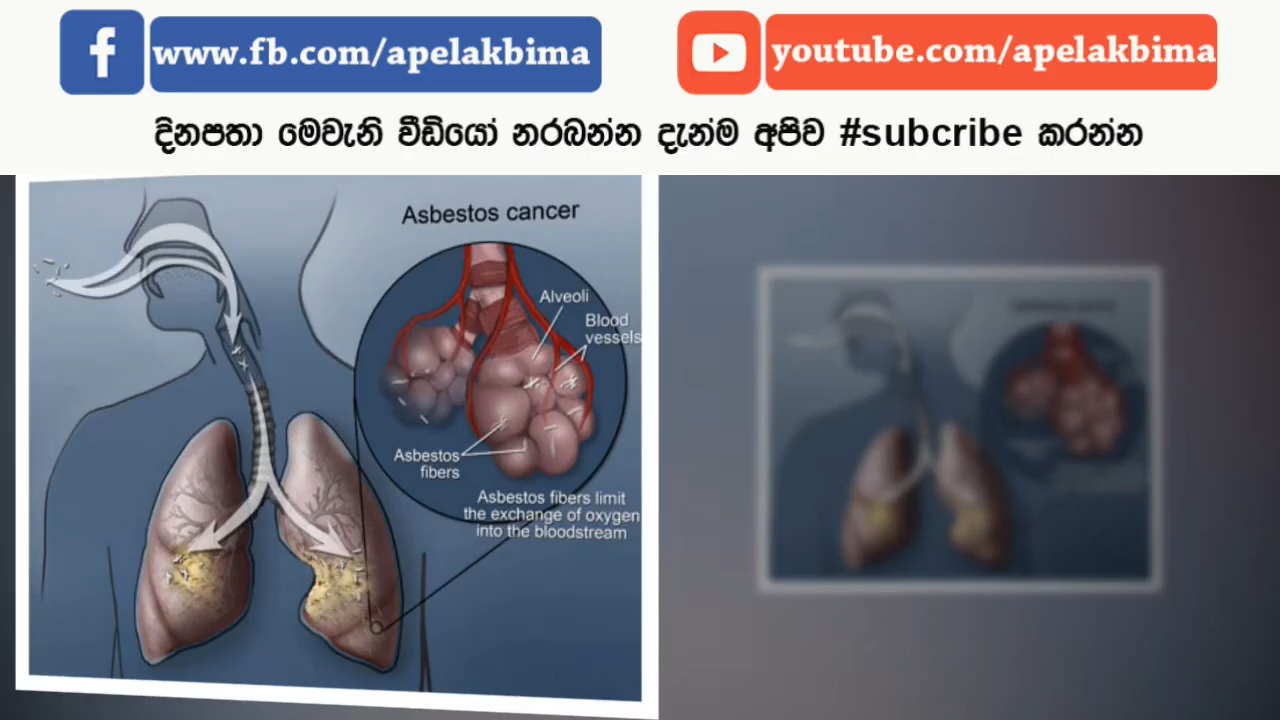 www.fb.com/apelakbima
youtube.com/apelakbima
දිනපතා මෙවැනි වීඩියෝ නරඹන්න දැන්ම අපිව #subcribe කරන්න
Asbestos cancer
Alveoli
Blood
vessels
Asbestos
fibers
Asbestos fibers limit
the exchange of oxygen
into the bloodstream